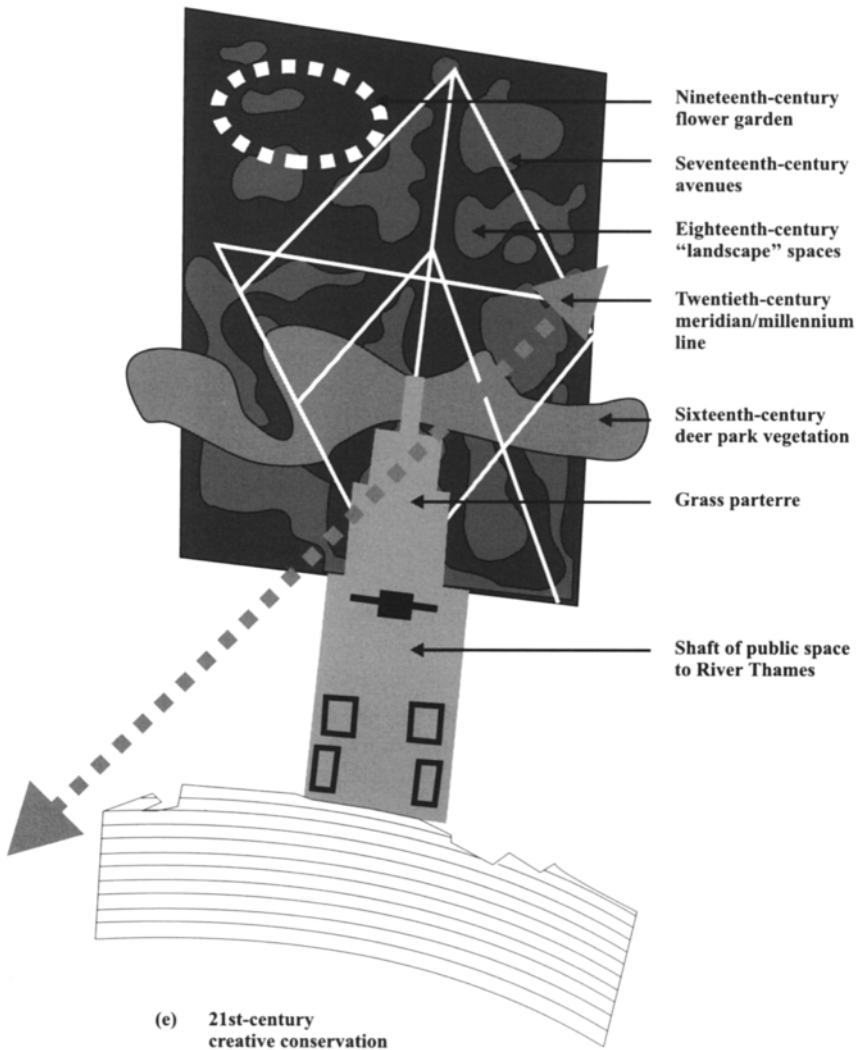 Nineteenth-century
flower garden
Seventeenth-century
avenues
Eighteenth-century
“landscape” spaces
Twentieth-century
meridian/millennium
line
Sixteenth-century
deer park vegetation
Grass parterre
Shaft of public space
to River Thames
(e) 21st-century
creative conservation